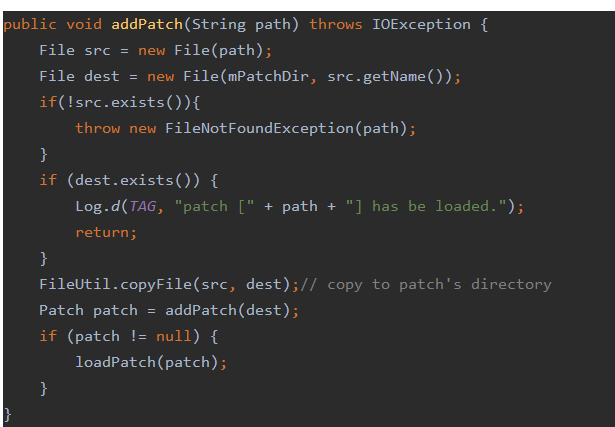 public void addPatch(String path) throws IOException {
    File src = new File(path);
    File dest = new File(mPatchDir, src.getName());
    if(!src.exists()){
        throw new FileNotFoundException(path);
    }
    if (dest.exists()) {
        Log.d(TAG, "patch [" + path + "] has be loaded.");
        return;
    }
    FileUtil.copyFile(src, dest);// copy to patch's directory
    Patch patch = addPatch(dest);
    if (patch != null) {
        loadPatch(patch);
    }
}